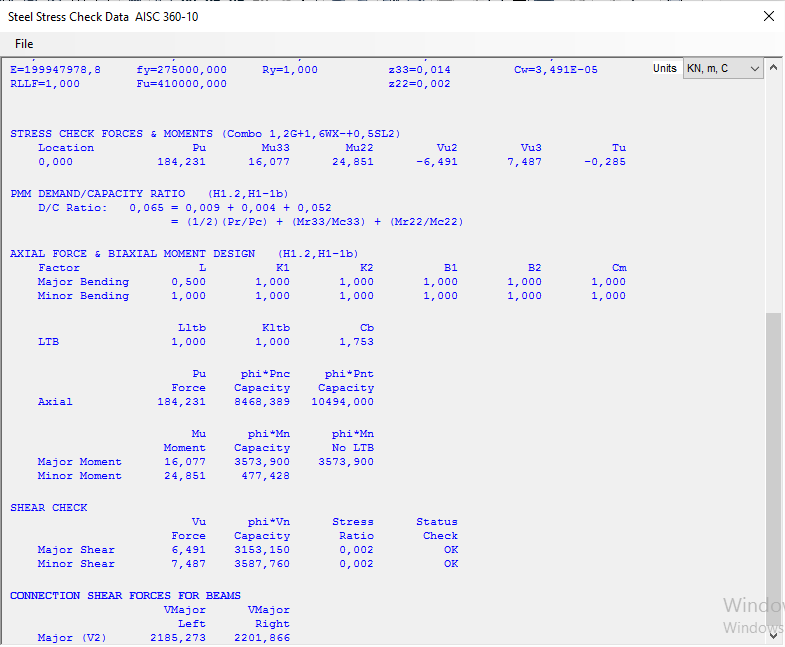 Steel Stress Check Data AISC 360-10
File
E=199947978,8 fy=275000,000 Ry=1,000 z33=0,014 Cw=3,491E-05 Units KN, m, C
RLLF=1,000 Fu=410000,000 z22=0,002
STRESS CHECK FORCES & MOMENTS (Combo 1,2G+1,6WX-+0,5SL2)
Location Pu Mu33 Mu22 Vu2 Vu3 Tu
0,000 184,231 16,077 24,851 -6,491 7,487 -0,285
PMM DEMAND/CAPACITY RATIO (H1.2,H1-1b)
D/C Ratio: 0,065 = 0,009 + 0,004 + 0,052
= (1/2)(Pr/Pc) + (Mr33/Mc33) + (Mr22/Mc22)
AXIAL FORCE & BIAXIAL MOMENT DESIGN (H1.2,H1-1b)
Factor L K1 K2 B1 B2 Cm
Major Bending 0,500 1,000 1,000 1,000 1,000 1,000
Minor Bending 1,000 1,000 1,000 1,000 1,000 1,000
Lltb Kltb Cb
LTB 1,000 1,000 1,753
Pu phi*Pnc phi*Pnt
Force Capacity Capacity
Axial 184,231 8468,389 10494,000
Mu phi*Mn phi*Mn
Moment Capacity No LTB
Major Moment 16,077 3573,900 3573,900
Minor Moment 24,851 477,428
SHEAR CHECK
Vu phi*Vn Stress Status
Force Capacity Ratio Check
Major Shear 6,491 3153,150 0,002 OK
Minor Shear 7,487 3587,760 0,002 OK
CONNECTION SHEAR FORCES FOR BEAMS
VMajor VMajor
Left Right
Major (V2) 2185,273 2201,866
Window
Windows